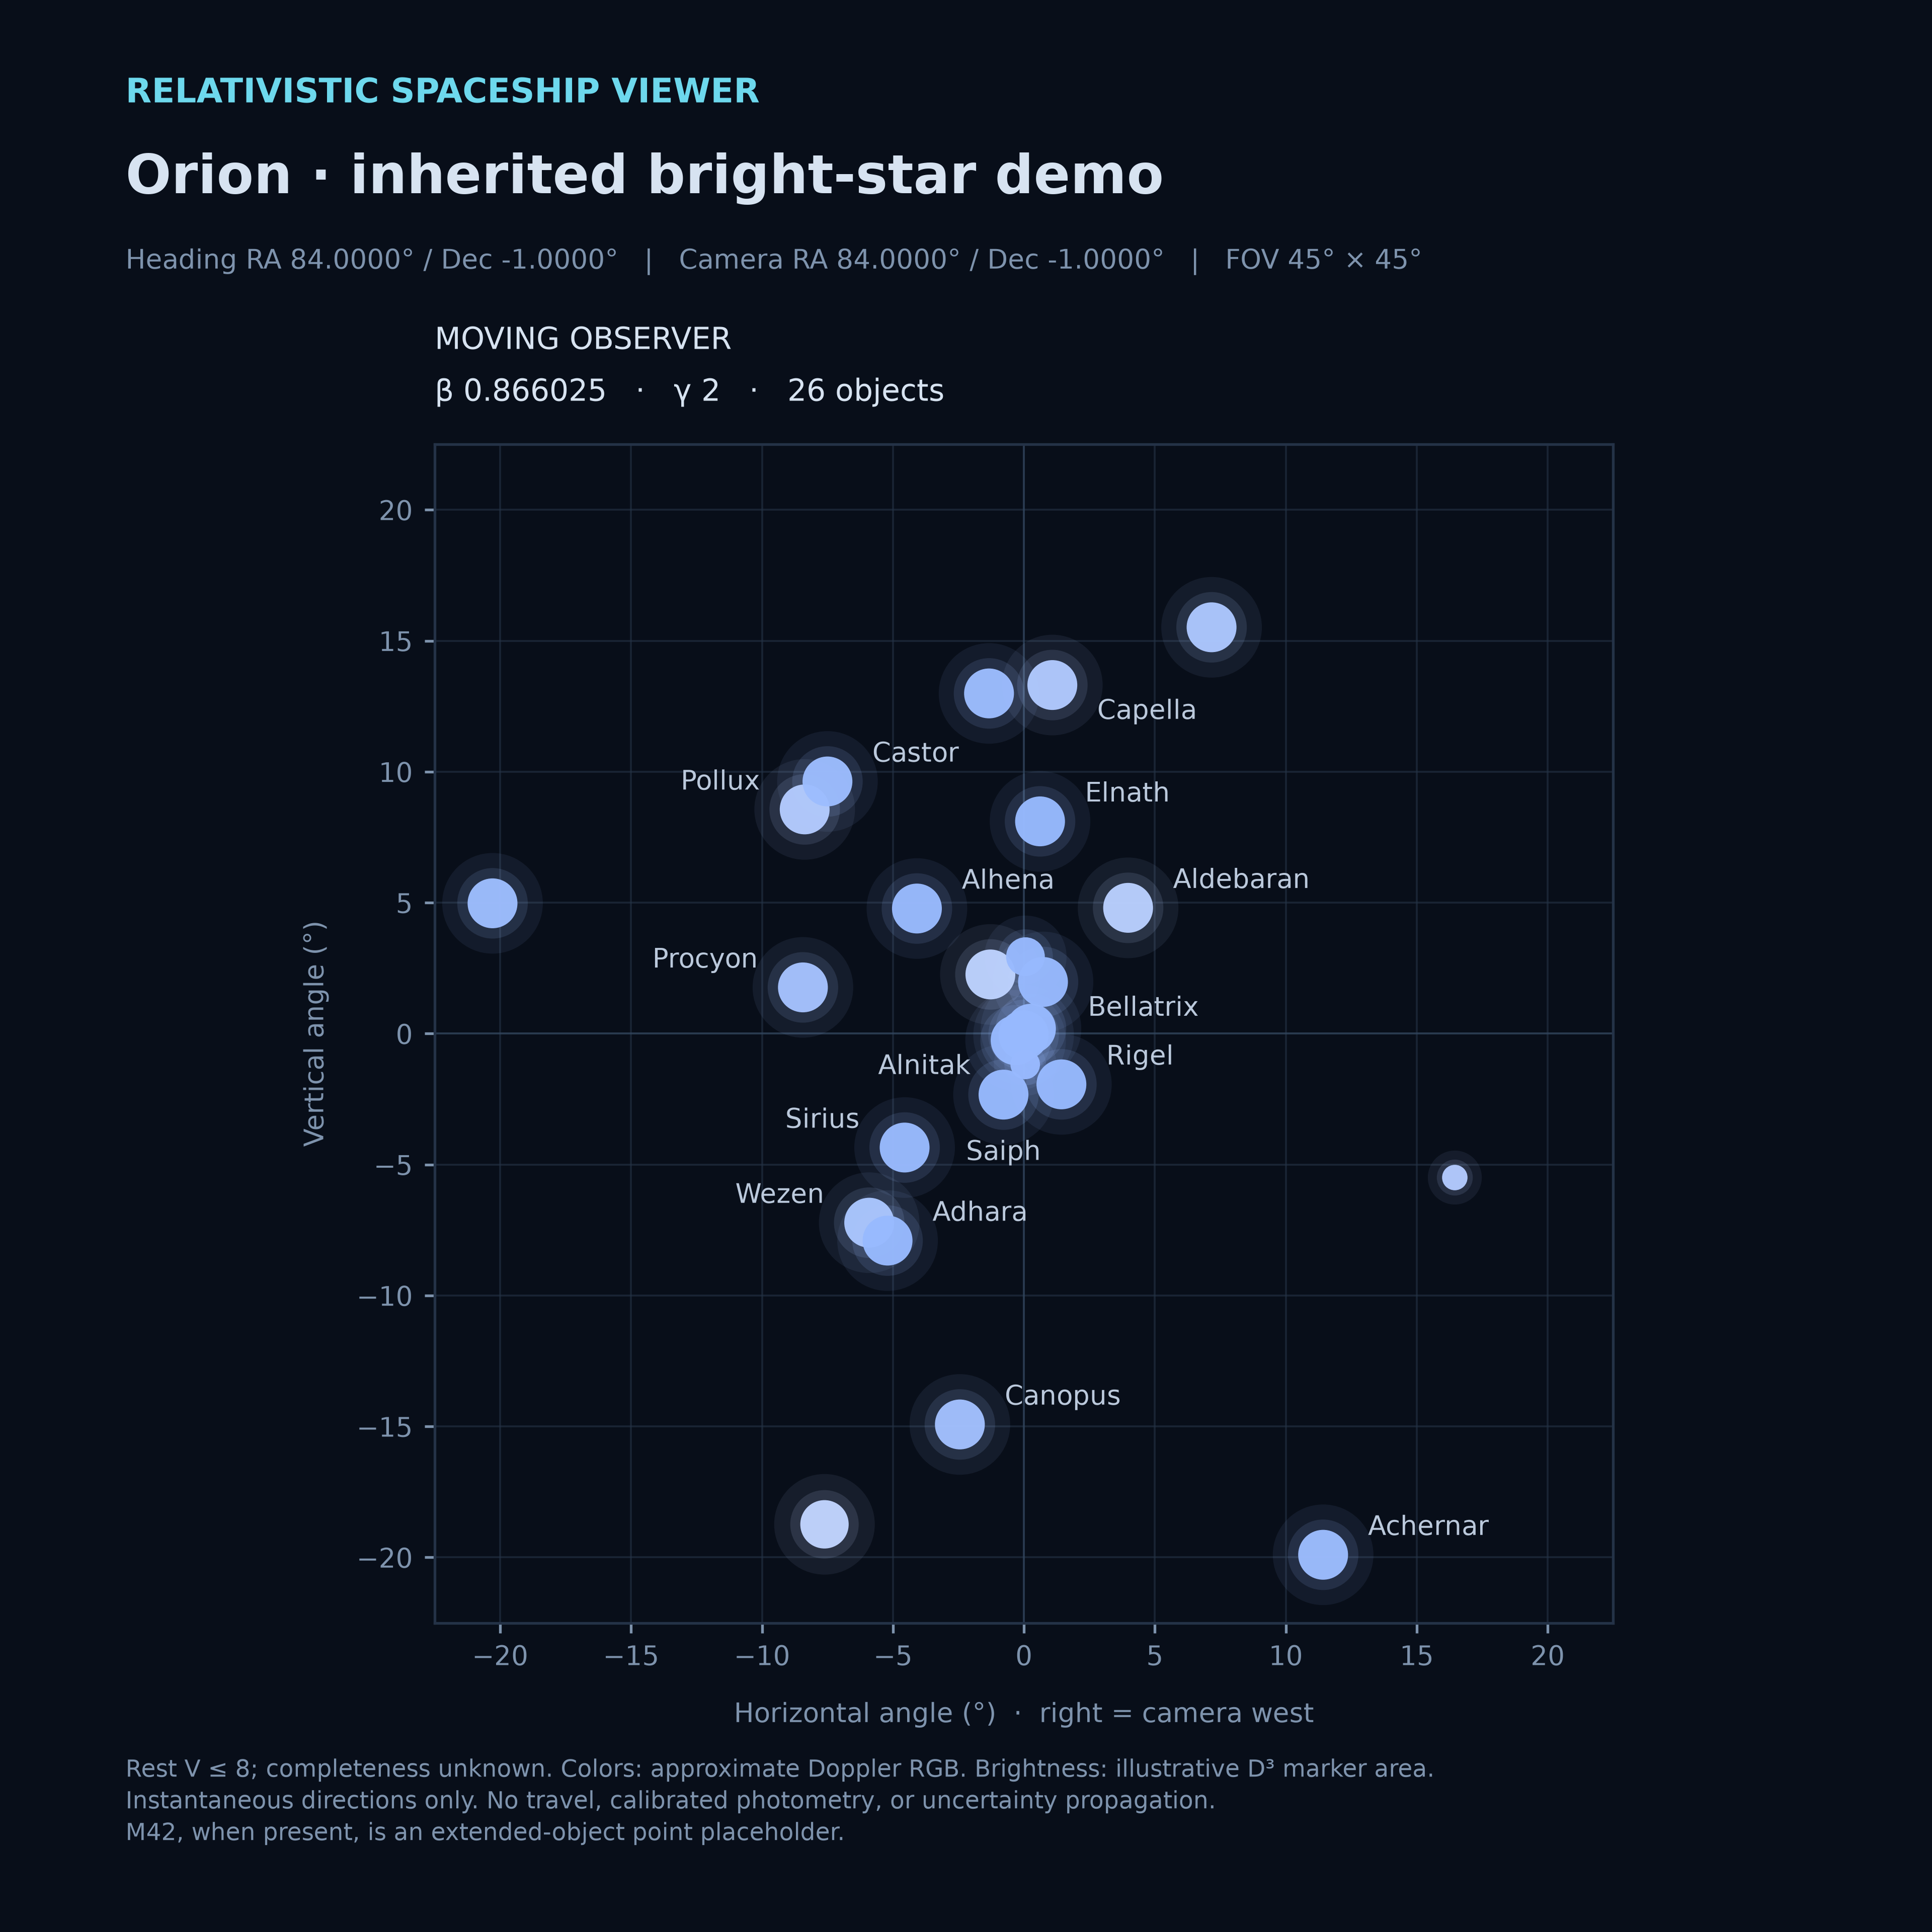 RELATIVISTIC SPACESHIP VIEWER
Orion · inherited bright-star demo
Heading RA 84.0000° / Dec -1.0000°   |   Camera RA 84.0000° / Dec -1.0000°   |   FOV 45° × 45°
MOVING OBSERVER
β 0.866025   ·   γ 2   ·   26 objects
20
15
10
5
0
−5
−10
−15
−20
Vertical angle (°)
Capella
Castor
Pollux
Elnath
Alhena
Aldebaran
Procyon
Bellatrix
Rigel
Alnitak
Sirius
Saiph
Wezen
Adhara
Canopus
Achernar
−20
−15
−10
−5
0
5
10
15
20
Horizontal angle (°)  ·  right = camera west
Rest V ≤ 8; completeness unknown. Colors: approximate Doppler RGB. Brightness: illustrative D³ marker area.
Instantaneous directions only. No travel, calibrated photometry, or uncertainty propagation.
M42, when present, is an extended-object point placeholder.